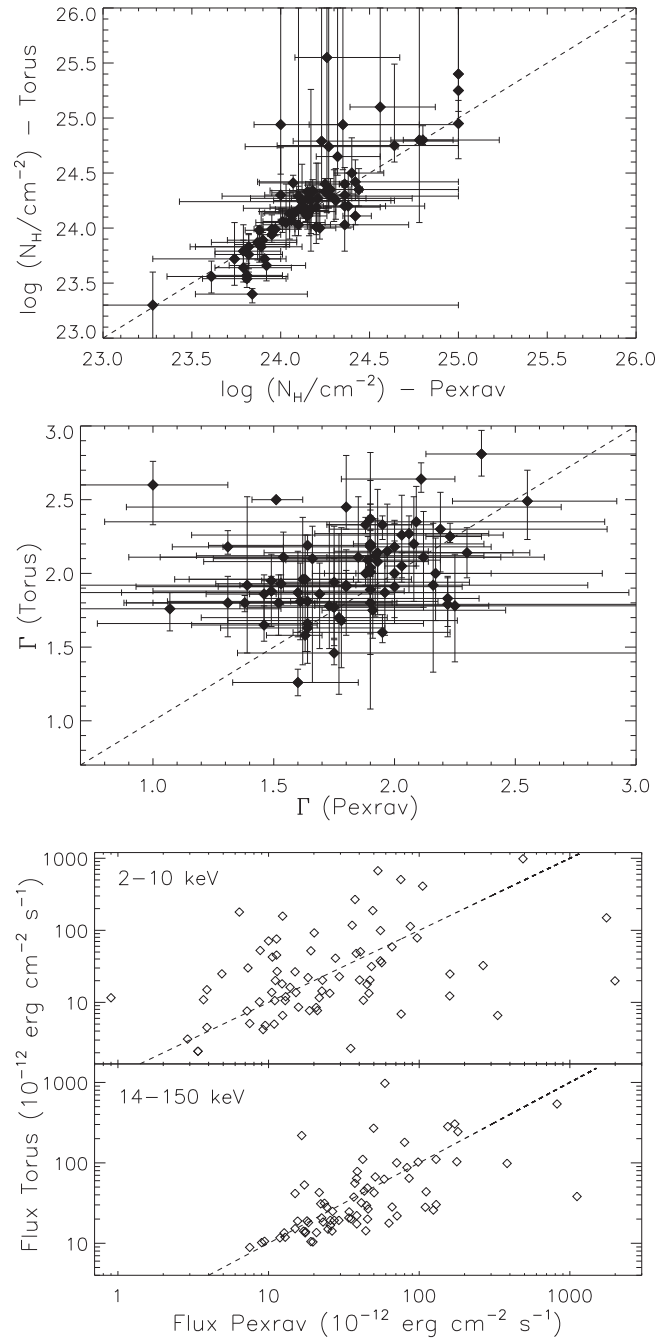 26.0
25.5
25.0
24.5
24.0
23.5
23.0
log (N_H/cm^−2) – Torus
23.0 23.5 24.0 24.5 25.0 25.5 26.0
log (N_H/cm^−2) – Pexrav
3.0
2.5
2.0
1.5
1.0
Γ (Torus)
1.0 1.5 2.0 2.5 3.0
Γ (Pexrav)
1000
100
10
2–10 keV
1000
100
10
14–150 keV
Flux Torus (10^−12 erg cm^−2 s^−1)
1 10 100 1000
Flux Pexrav (10^−12 erg cm^−2 s^−1)